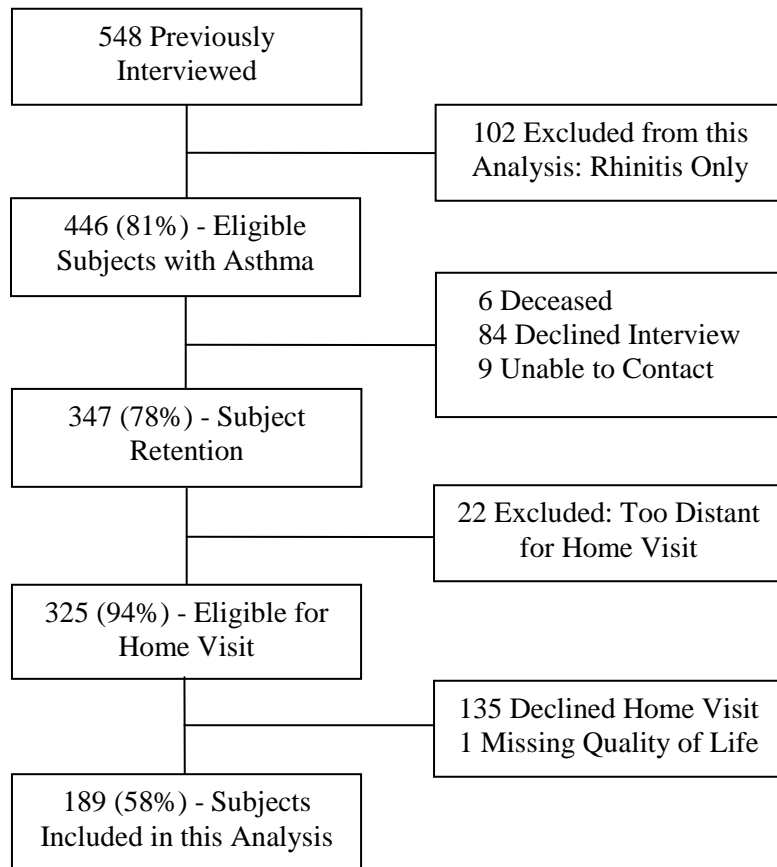 548 Previously
Interviewed
102 Excluded from this
Analysis: Rhinitis Only
446 (81%) - Eligible
Subjects with Asthma
6 Deceased
84 Declined Interview
9 Unable to Contact
347 (78%) - Subject
Retention
22 Excluded: Too Distant
for Home Visit
325 (94%) - Eligible for
Home Visit
135 Declined Home Visit
1 Missing Quality of Life
189 (58%) - Subjects
Included in this Analysis